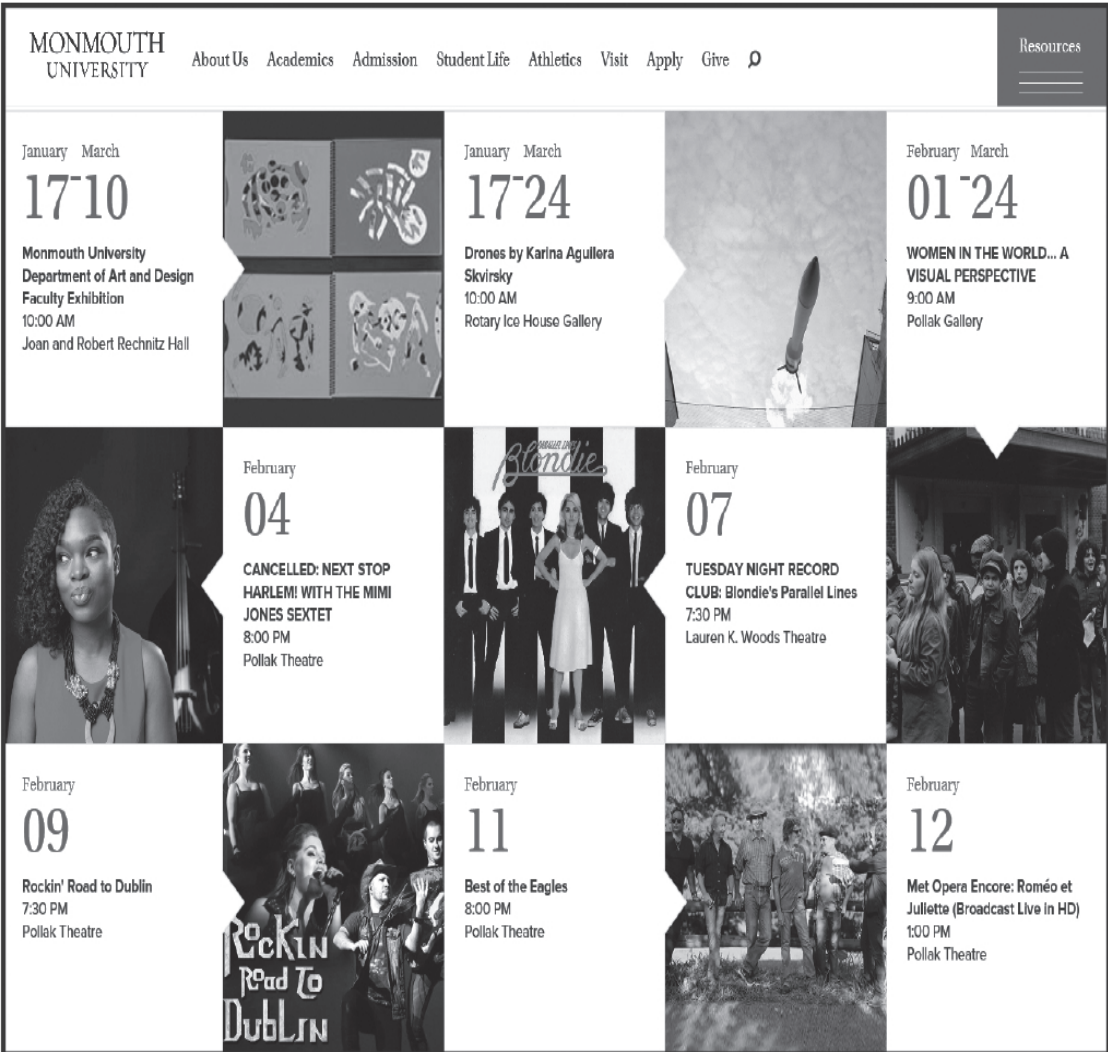 MONMOUTH
UNIVERSITY
About Us Academics Admission Student Life Athletics Visit Apply Give
Resources
January March
17-10
Monmouth University
Department of Art and Design
Faculty Exhibition
10:00 AM
Joan and Robert Rechnitz Hall
January March
17-24
Drones by Karina Aguilera
Skvirsky
10:00 AM
Rotary Ice House Gallery
February March
01-24
WOMEN IN THE WORLD... A
VISUAL PERSPECTIVE
9:00 AM
Pollak Gallery
February
04
CANCELLED: NEXT STOP
HARLEM! WITH THE MIMI
JONES SEXTET
8:00 PM
Pollak Theatre
PARALLEL LINES
Blondie
February
07
TUESDAY NIGHT RECORD
CLUB: Blondie's Parallel Lines
7:30 PM
Lauren K. Woods Theatre
February
09
Rockin' Road to Dublin
7:30 PM
Pollak Theatre
Rockin
Road To
Dublin
February
11
Best of the Eagles
8:00 PM
Pollak Theatre
February
12
Met Opera Encore: Roméo et
Juliette (Broadcast Live in HD)
1:00 PM
Pollak Theatre